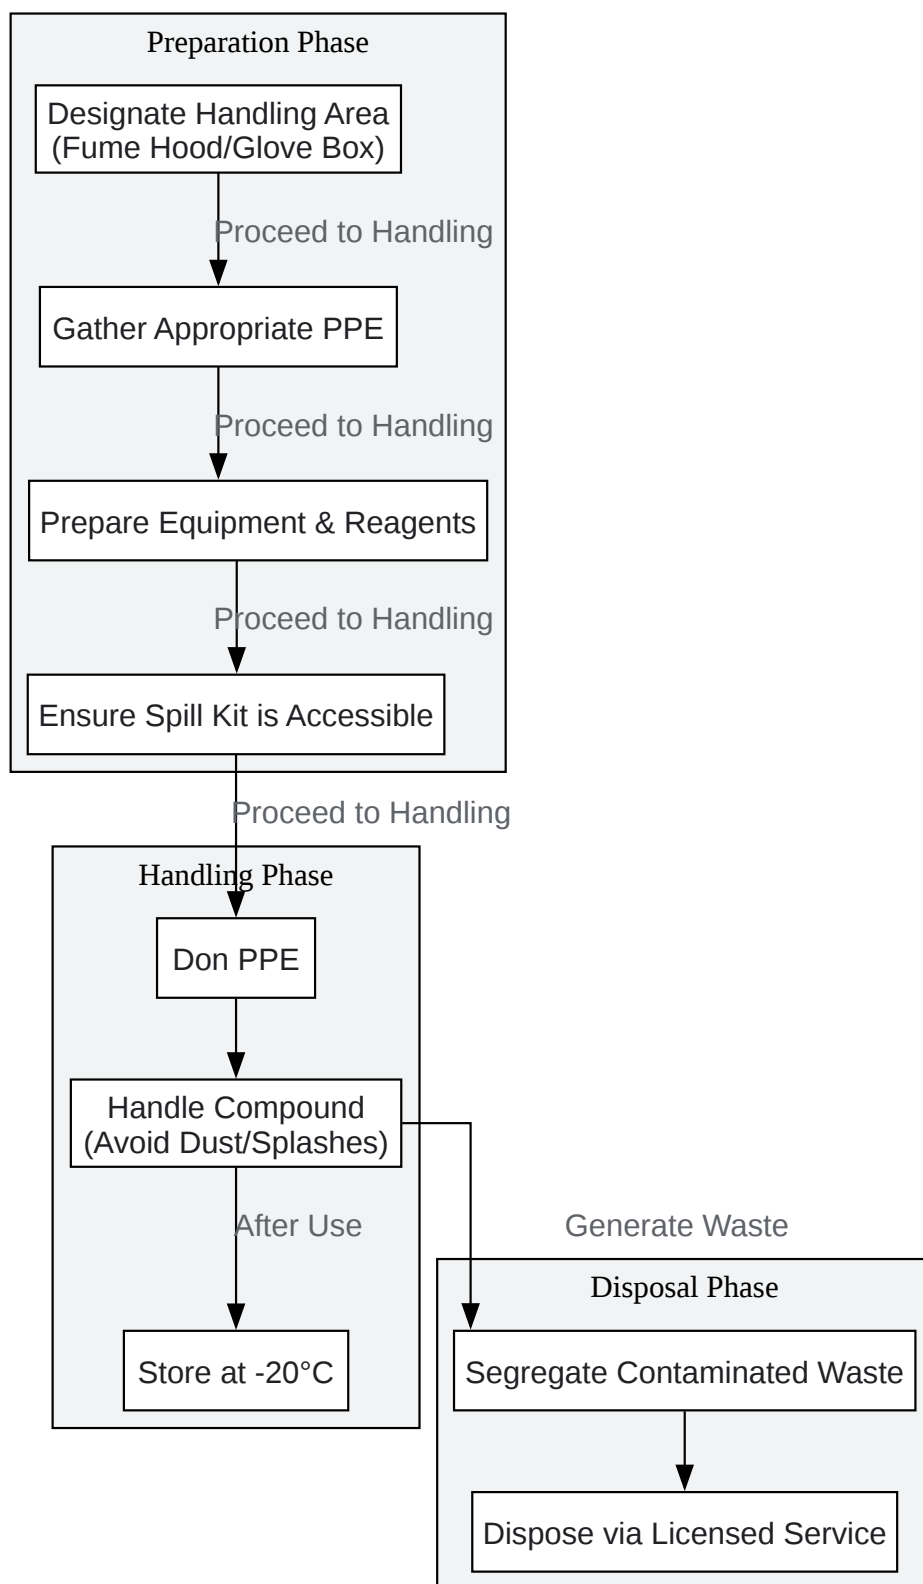 Preparation Phase
Designate Handling Area
(Fume Hood/Glove Box)
Proceed to Handling
Gather Appropriate PPE
Proceed to Handling
Prepare Equipment & Reagents
Proceed to Handling
Ensure Spill Kit is Accessible
Proceed to Handling
Handling Phase
Don PPE
Handle Compound
(Avoid Dust/Splashes)
After Use
Generate Waste
Disposal Phase
Store at -20°C
Segregate Contaminated Waste
Dispose via Licensed Service